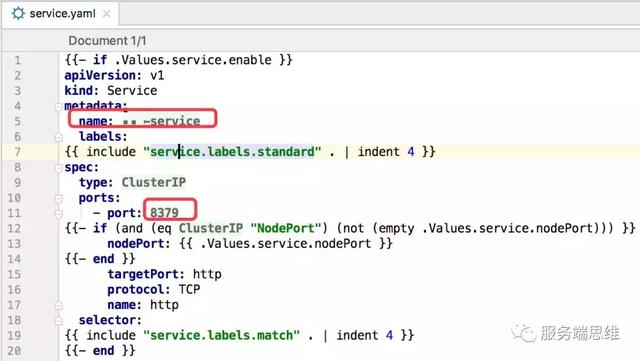 service.yaml
Document 1/1
1 {{- if .Values.service.enable }}
2 apiVersion: v1
3 kind: Service
4 metadata:
5 name: -service
6 labels:
7 {{ include "service.labels.standard" . | indent 4 }}
8 spec:
9 type: ClusterIP
10 ports:
11 - port: 8379
12 {{- if (and (eq ClusterIP "NodePort") (not (empty .Values.service.nodePort))) }}
13 nodePort: {{ .Values.service.nodePort }}
14 {{- end }}
15 targetPort: http
16 protocol: TCP
17 name: http
18 selector:
19 {{ include "service.labels.match" . | indent 4 }}
20 {{- end }}
服务端思维